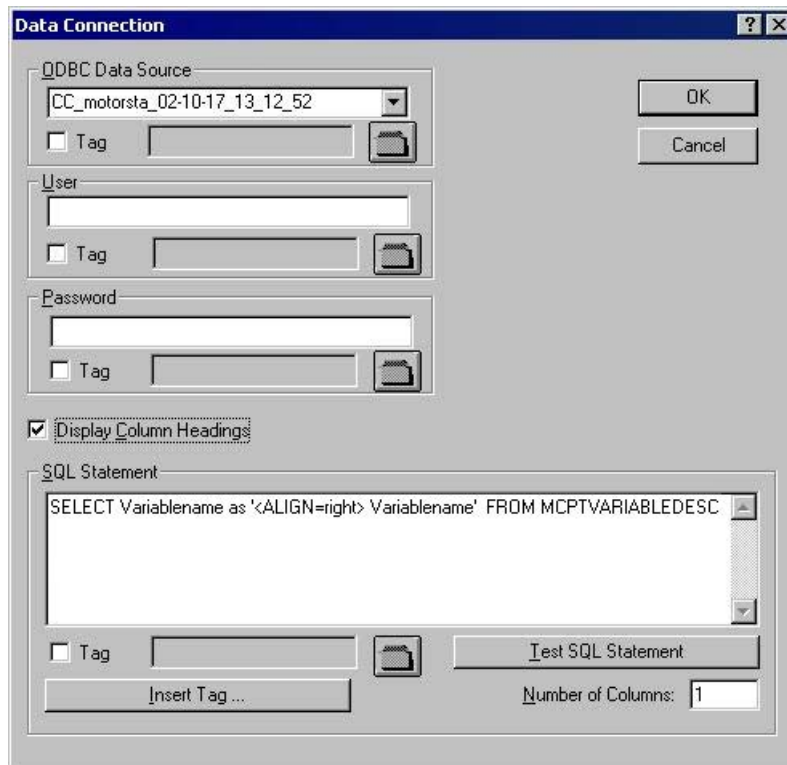 Data Connection
ODBC Data Source
CC_motorsta_02-10-17_13_12_52
OK
Tag
Cancel
User
Tag
Password
Tag
Display Column Headings
SQL Statement
SELECT Variablename as '<ALIGN=right> Variablename'  FROM MCPTVARIABLEDESC
Tag
Test SQL Statement
Insert Tag ...
Number of Columns: 1